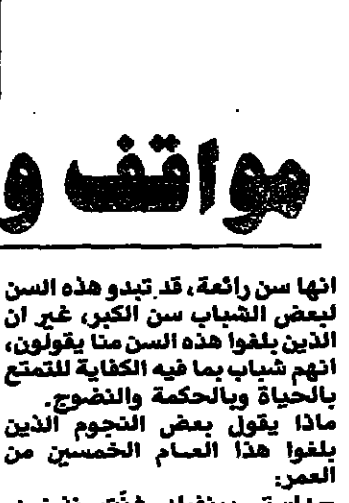 مواقف و
انها سن رائعة، قد تبدو هذه السن
لبعض الشباب سن الكبر، غير ان
الذين بلغوا هذه السن منا يقولون،
انهم شباب بما فيه الكفاية للتمتع
بالحياة وبالحكمة والنضوج.
ماذا يقول بعض النجوم الذين
بلغوا هذا العام الخمسين من
العمر: